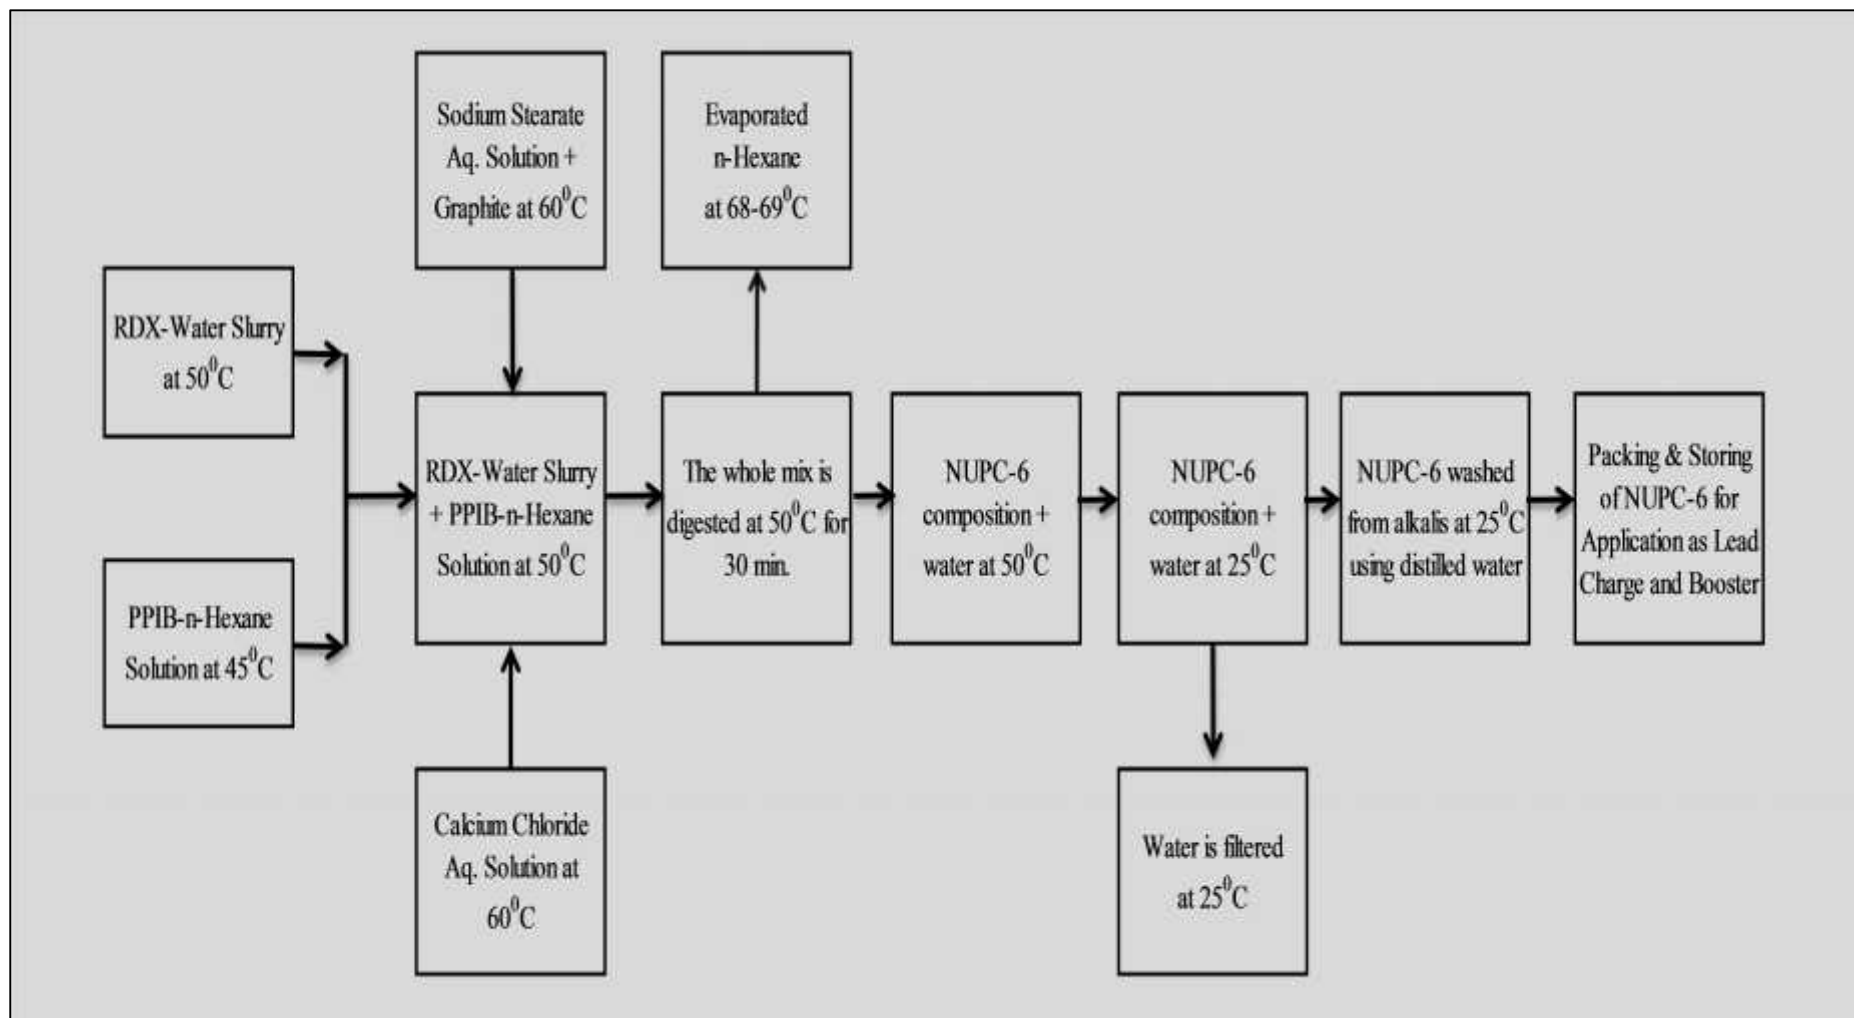 Sodium Stearate
Aq. Solution +
Graphite at 60⁰C
Evaporated
n-Hexane
at 68-69⁰C
RDX-Water Slurry
at 50⁰C
PPIB-n-Hexane
Solution at 45⁰C
RDX-Water Slurry
+ PPIB-n-Hexane
Solution at 50⁰C
The whole mix is
digested at 50⁰C for
30 min.
NUPC-6
composition +
water at 50⁰C
NUPC-6
composition +
water at 25⁰C
NUPC-6 washed
from alkalis at 25⁰C
using distilled water
Packing & Storing
of NUPC-6 for
Application as Lead
Charge and Booster
Calcium Chloride
Aq. Solution at
60⁰C
Water is filtered
at 25⁰C